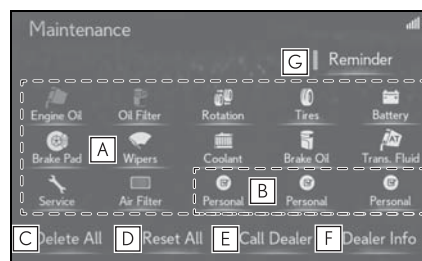 Maintenance
G Reminder
Engine Oil Oil Filter Rotation Tires Battery
Brake Pad A Wipers Coolant Brake Oil Trans. Fluid
AT
Service Air Filter Personal B Personal Personal
C Delete All D Reset All E Call Dealer F Dealer Info